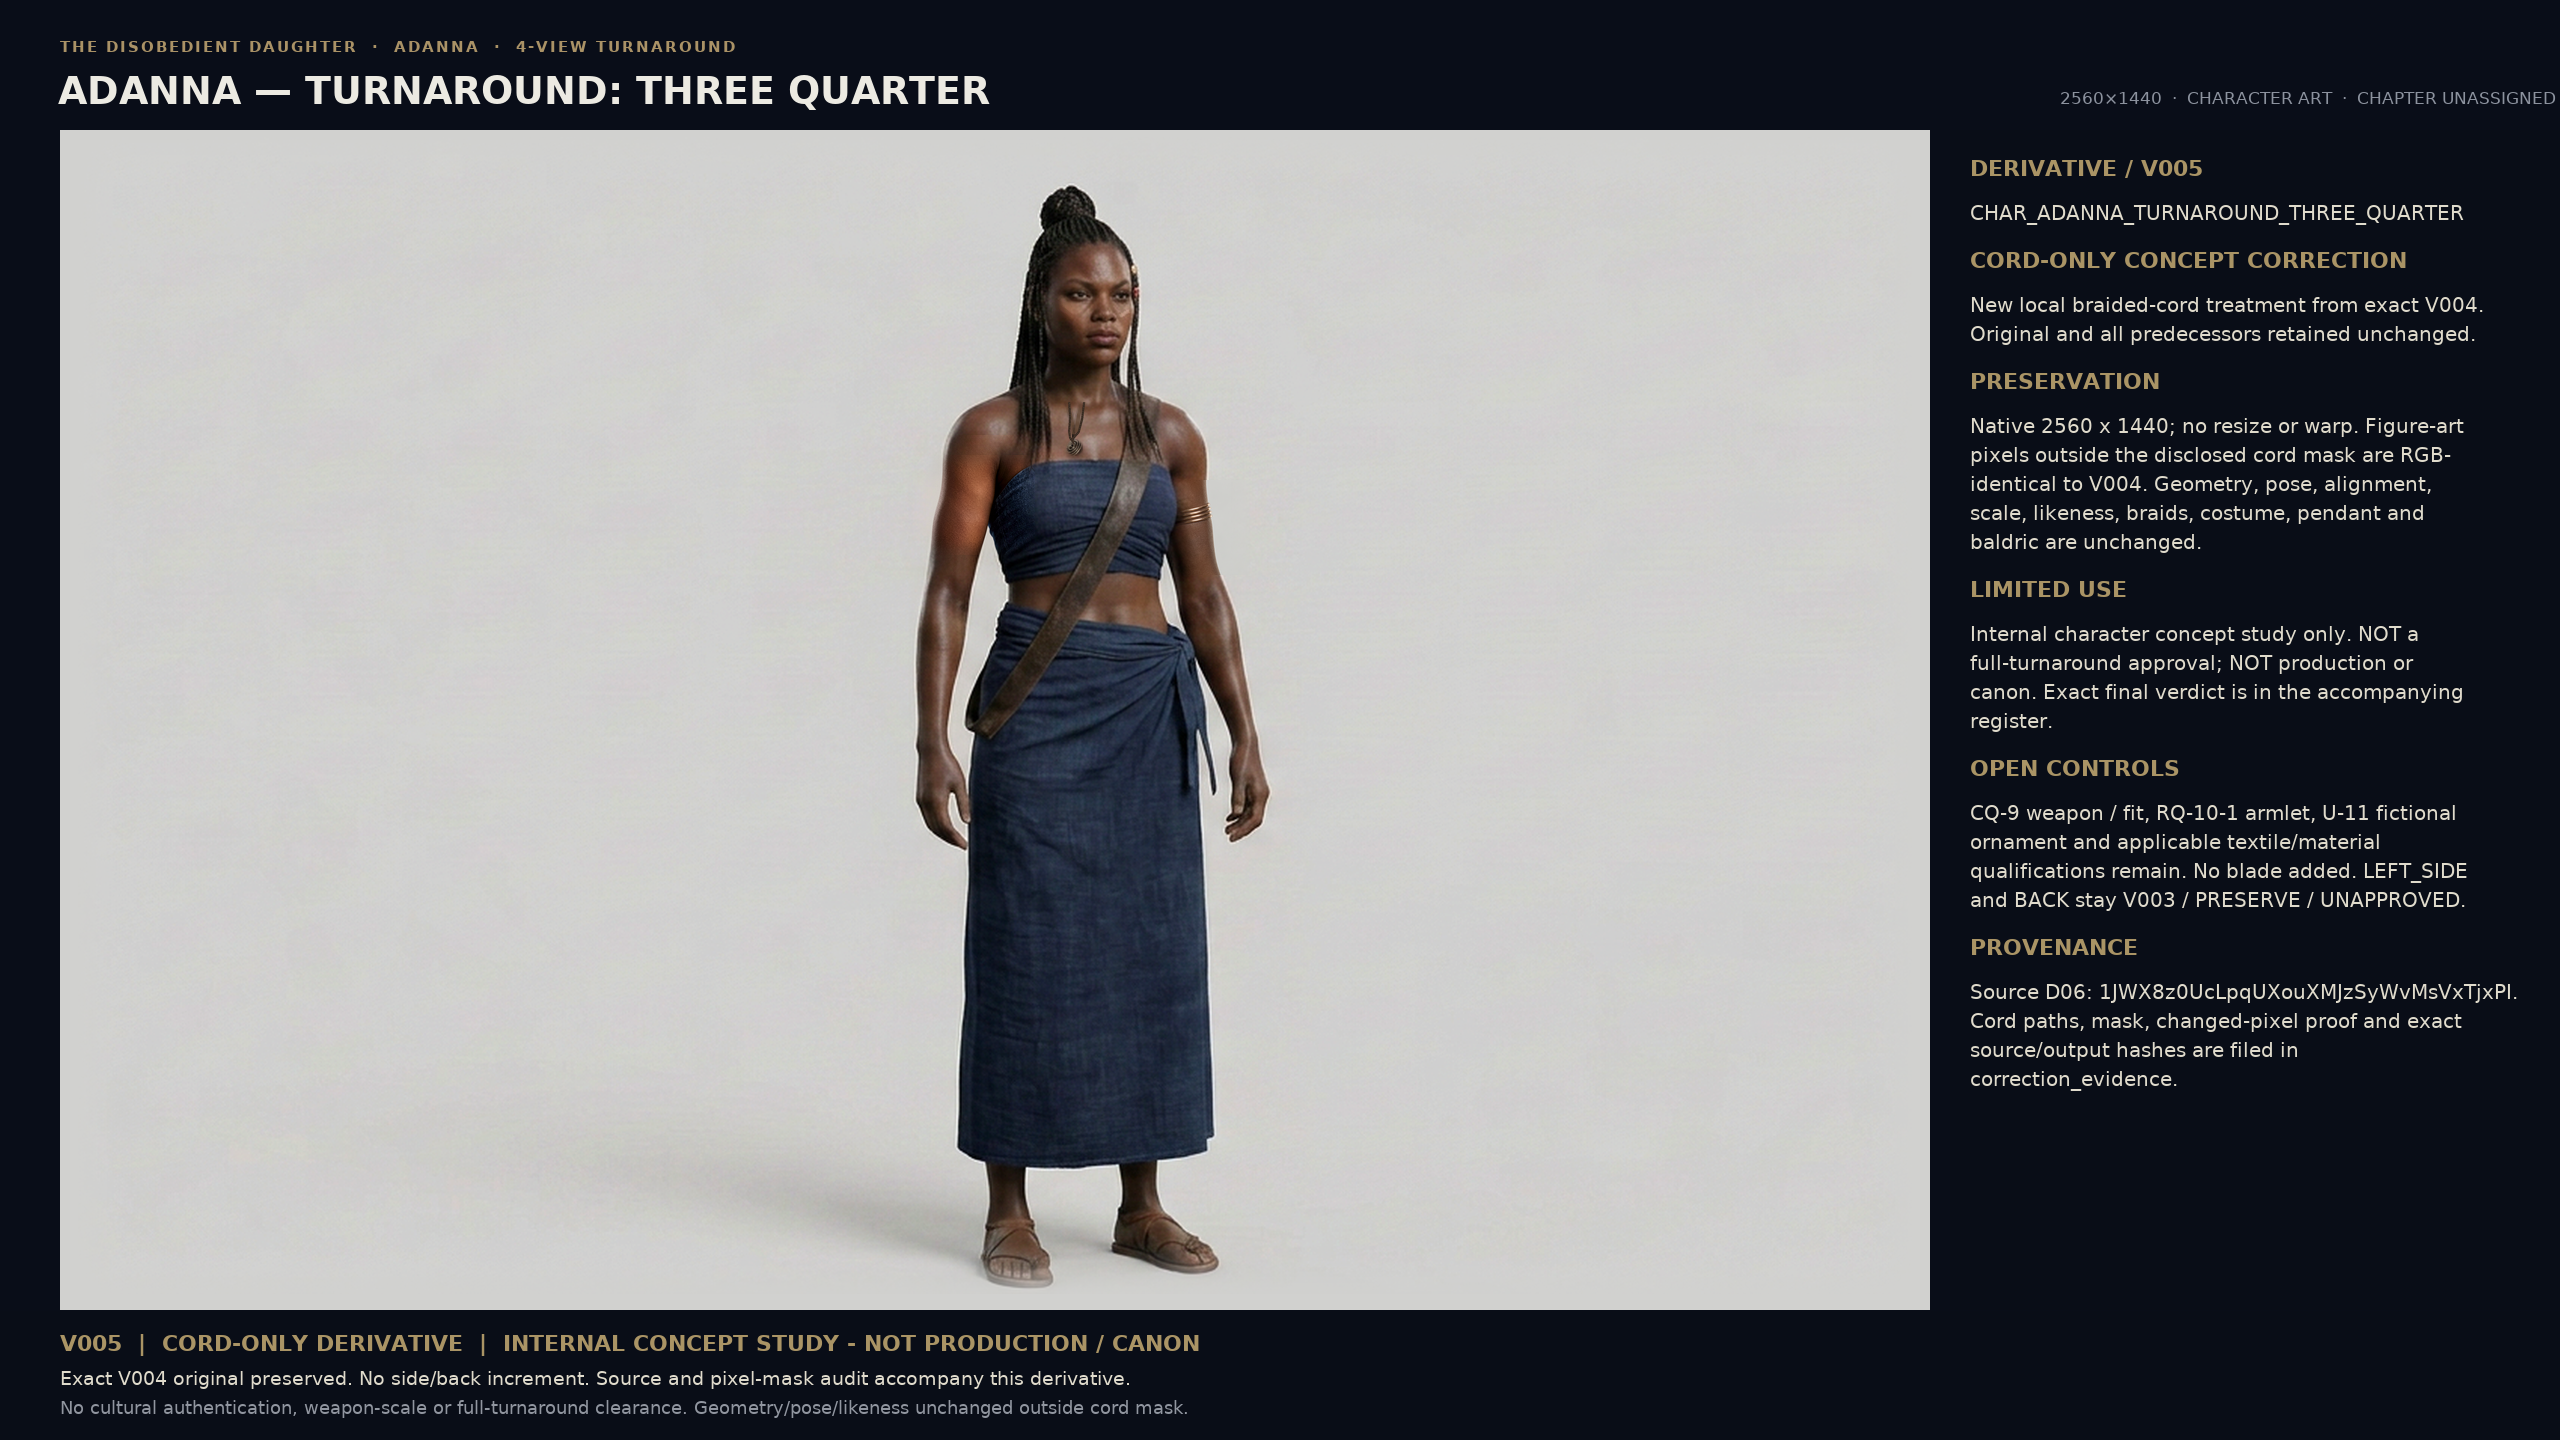 THE DISOBEDIENT DAUGHTER · ADANNA · 4-VIEW TURNAROUND
ADANNA — TURNAROUND: THREE QUARTER
2560×1440 · CHARACTER ART · CHAPTER UNASSIGNED
DERIVATIVE / V005
CHAR_ADANNA_TURNAROUND_THREE_QUARTER
CORD-ONLY CONCEPT CORRECTION
New local braided-cord treatment from exact V004.
Original and all predecessors retained unchanged.
PRESERVATION
Native 2560 x 1440; no resize or warp. Figure-art
pixels outside the disclosed cord mask are RGB-
identical to V004. Geometry, pose, alignment,
scale, likeness, braids, costume, pendant and
baldric are unchanged.
LIMITED USE
Internal character concept study only. NOT a
full-turnaround approval; NOT production or
canon. Exact final verdict is in the accompanying
register.
OPEN CONTROLS
CQ-9 weapon / fit, RQ-10-1 armlet, U-11 fictional
ornament and applicable textile/material
qualifications remain. No blade added. LEFT_SIDE
and BACK stay V003 / PRESERVE / UNAPPROVED.
PROVENANCE
Source D06: 1JWX8z0UcLpqUXouXMJzSyWvMsVxTjxPI.
Cord paths, mask, changed-pixel proof and exact
source/output hashes are filed in
correction_evidence.
V005 | CORD-ONLY DERIVATIVE | INTERNAL CONCEPT STUDY - NOT PRODUCTION / CANON
Exact V004 original preserved. No side/back increment. Source and pixel-mask audit accompany this derivative.
No cultural authentication, weapon-scale or full-turnaround clearance. Geometry/pose/likeness unchanged outside cord mask.